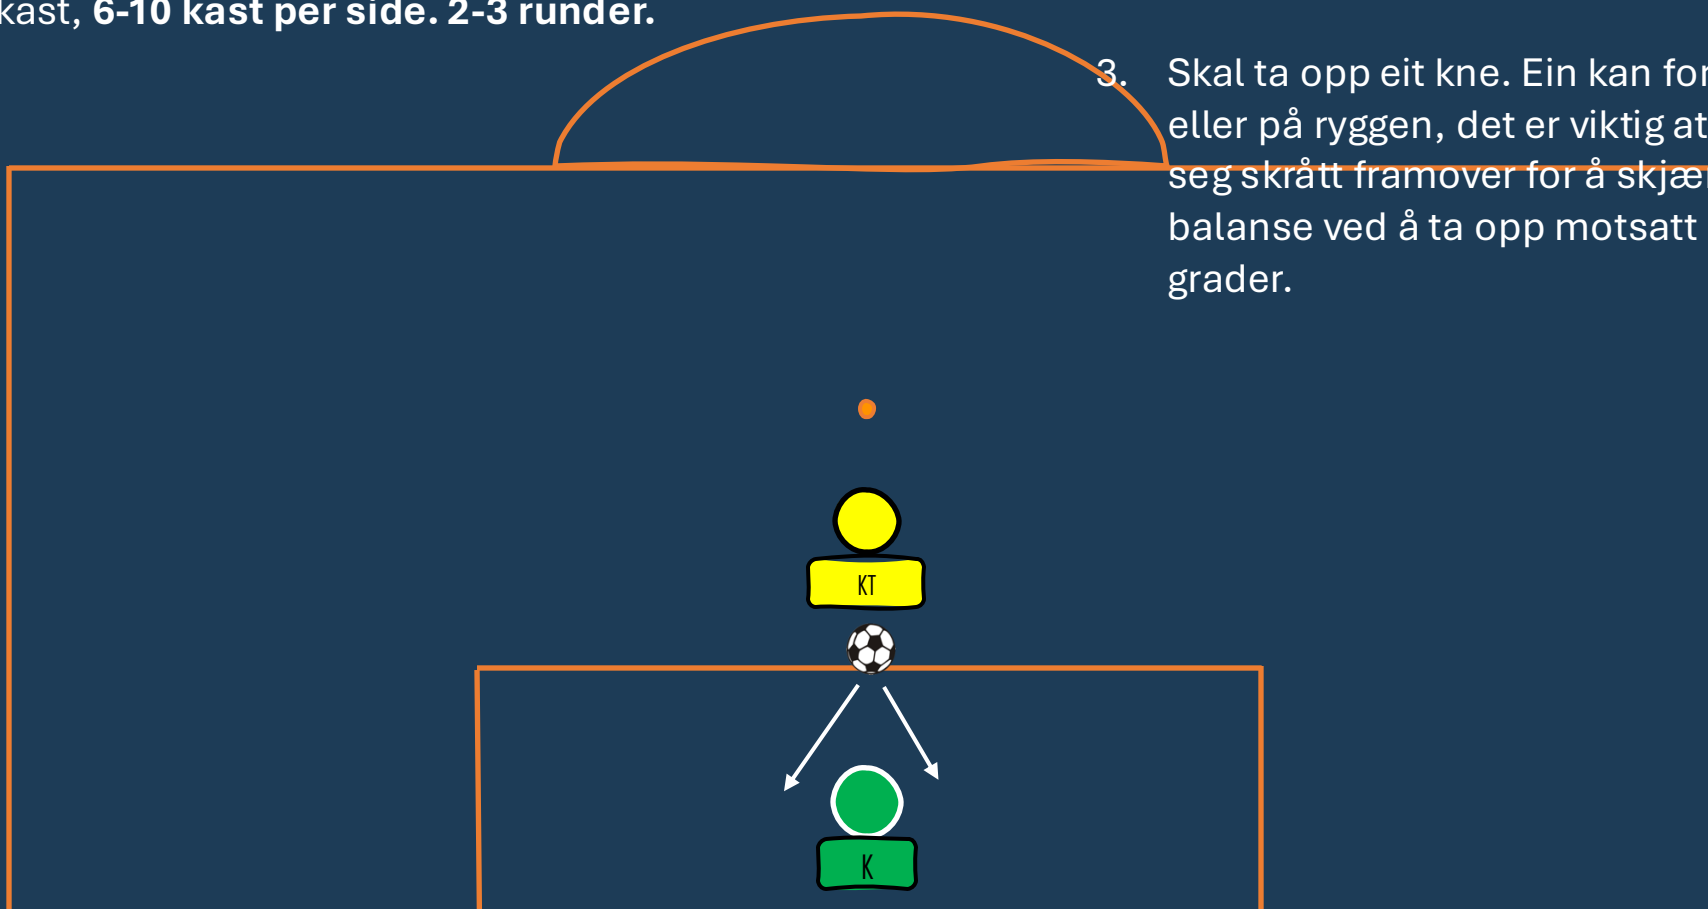 kast, 6-10 kast per side. 2-3 runder.
3. Skal ta opp eit kne. Ein kan for
eller på ryggen, det er viktig at
seg skrått framover for å skjær
balanse ved å ta opp motsatt
grader.
KT
K